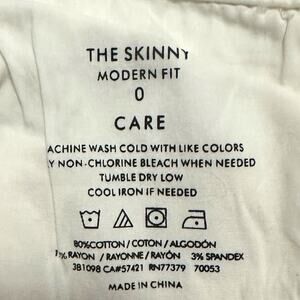 THE SKINNY
MODERN FIT
0
CARE
ACHINE WASH COLD WITH LIKE COLORS
Y NON-CHLORINE BLEACH WHEN NEEDED
TUMBLE DRY LOW
COOL IRON IF NEEDED
80%COTTON / COTON / ALGODÓN
RAYON / RAYONNE / RAYÓN 3% SPANDEX
3B1098 CA#57421 RN77379 70053
MADE IN CHINA